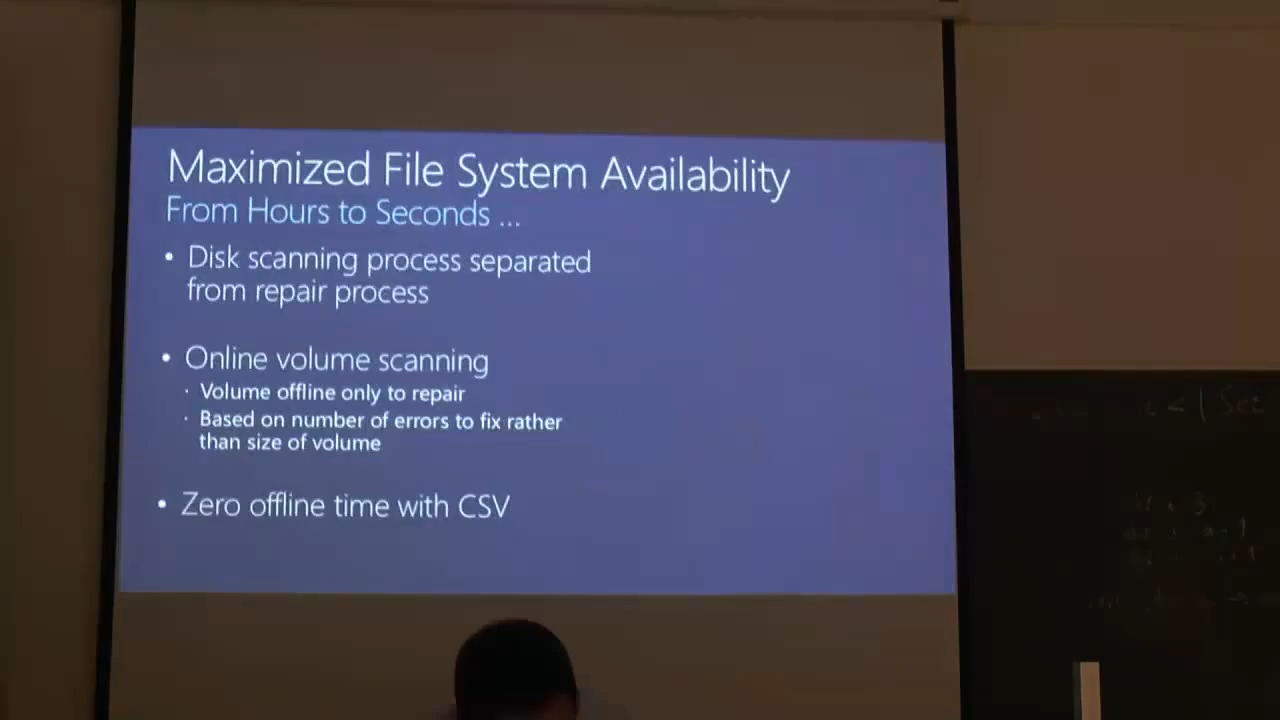 Maximized File System Availability
From Hours to Seconds ...
• Disk scanning process separated
from repair process
• Online volume scanning
· Volume offline only to repair
· Based on number of errors to fix rather
than size of volume
• Zero offline time with CSV